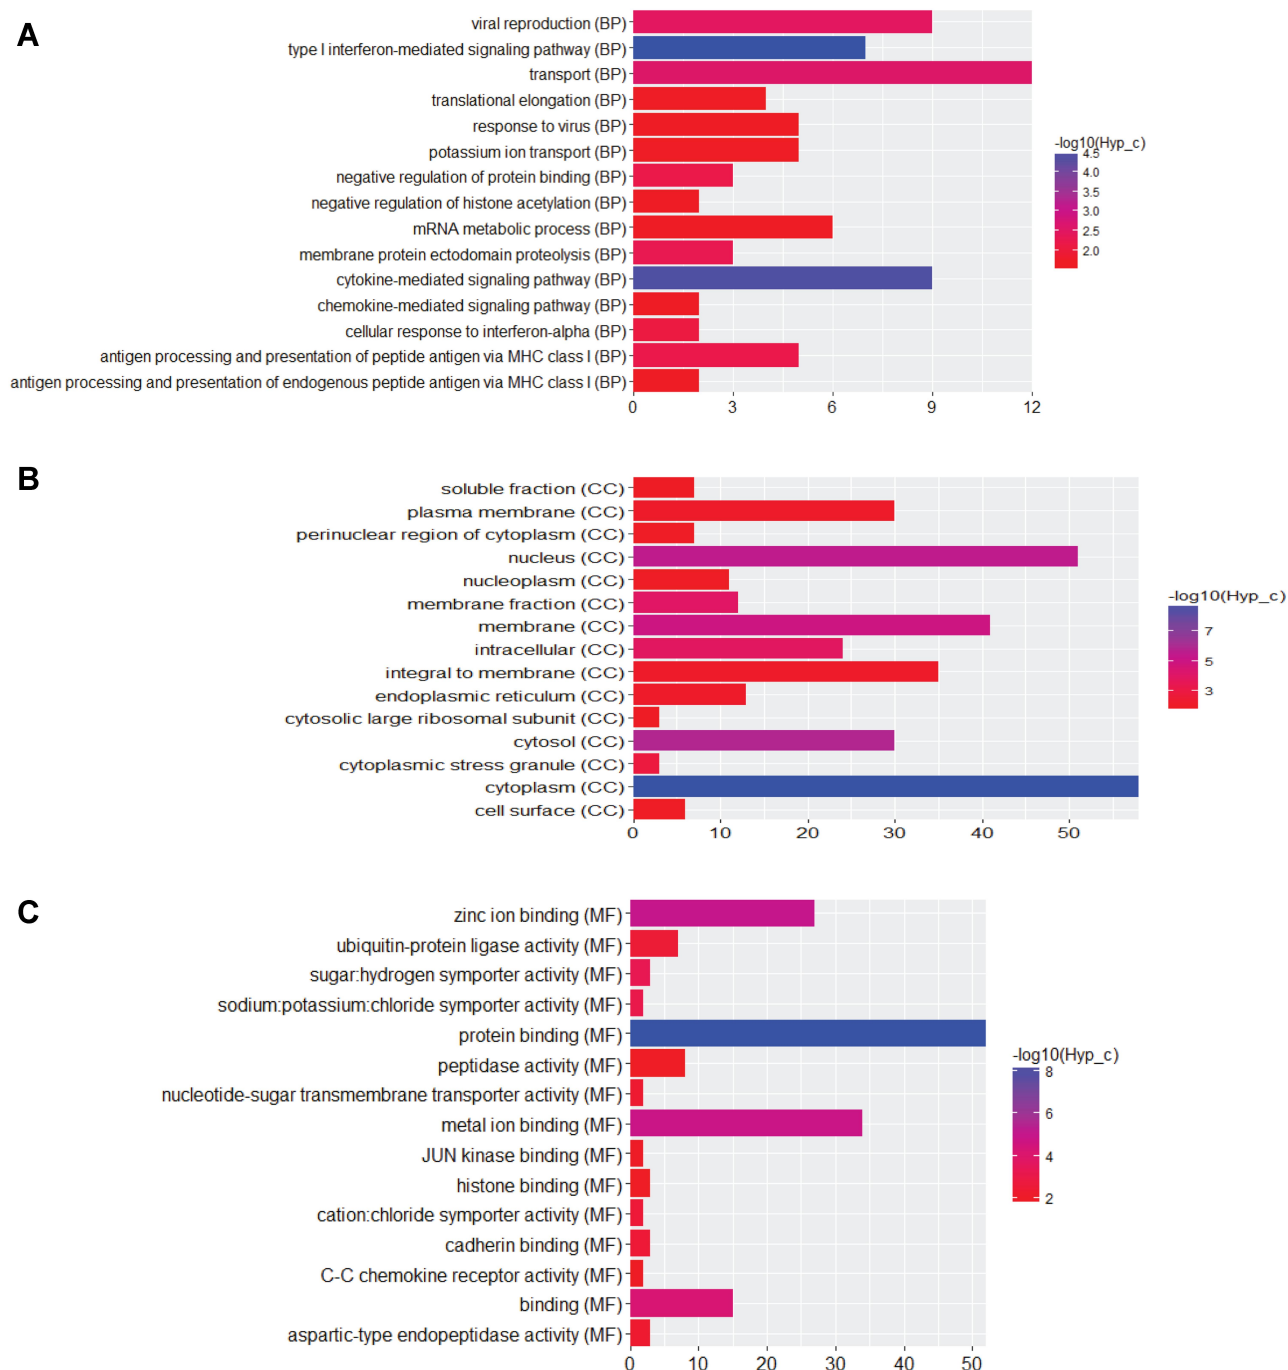 A
viral reproduction (BP)
type I interferon-mediated signaling pathway (BP)
transport (BP)
translational elongation (BP)
response to virus (BP)
potassium ion transport (BP)
negative regulation of protein binding (BP)
negative regulation of histone acetylation (BP)
mRNA metabolic process (BP)
membrane protein ectodomain proteolysis (BP)
cytokine-mediated signaling pathway (BP)
chemokine-mediated signaling pathway (BP)
cellular response to interferon-alpha (BP)
antigen processing and presentation of peptide antigen via MHC class I (BP)
antigen processing and presentation of endogenous peptide antigen via MHC class I (BP)
0 3 6 9 12
-log10(Hyp_c)
4.5
4.0
3.5
3.0
2.5
2.0
B
soluble fraction (CC)
plasma membrane (CC)
perinuclear region of cytoplasm (CC)
nucleus (CC)
nucleoplasm (CC)
membrane fraction (CC)
membrane (CC)
intracellular (CC)
integral to membrane (CC)
endoplasmic reticulum (CC)
cytosolic large ribosomal subunit (CC)
cytosol (CC)
cytoplasmic stress granule (CC)
cytoplasm (CC)
cell surface (CC)
0 10 20 30 40 50
-log10(Hyp_c)
7
5
3
C
zinc ion binding (MF)
ubiquitin-protein ligase activity (MF)
sugar:hydrogen symporter activity (MF)
sodium:potassium:chloride symporter activity (MF)
protein binding (MF)
peptidase activity (MF)
nucleotide-sugar transmembrane transporter activity (MF)
metal ion binding (MF)
JUN kinase binding (MF)
histone binding (MF)
cation:chloride symporter activity (MF)
cadherin binding (MF)
C-C chemokine receptor activity (MF)
binding (MF)
aspartic-type endopeptidase activity (MF)
0 10 20 30 40 50
-log10(Hyp_c)
8
6
4
2